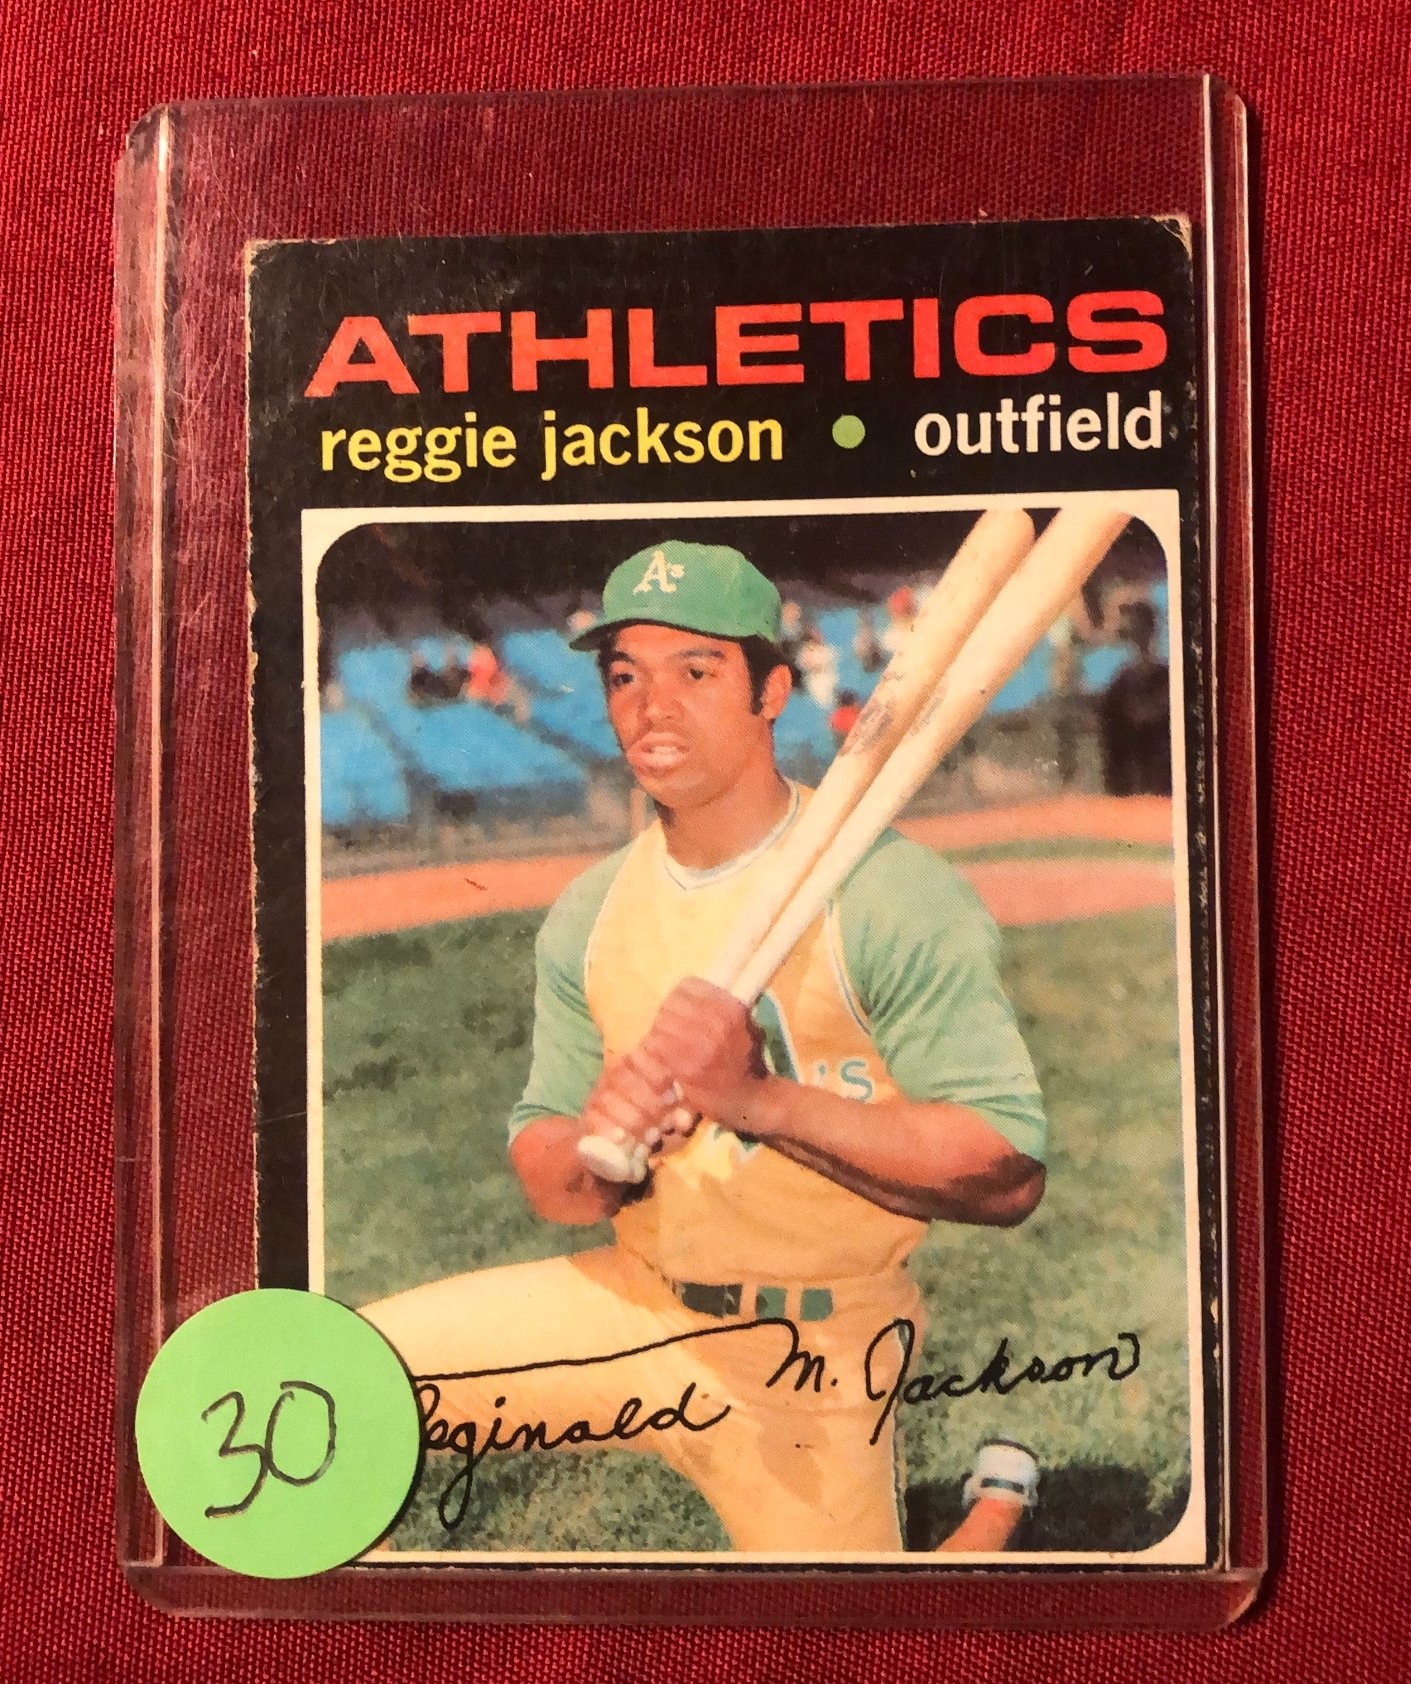 ATHLETICS
reggie jackson • outfield
A's
A's
Reginald M. Jackson
30